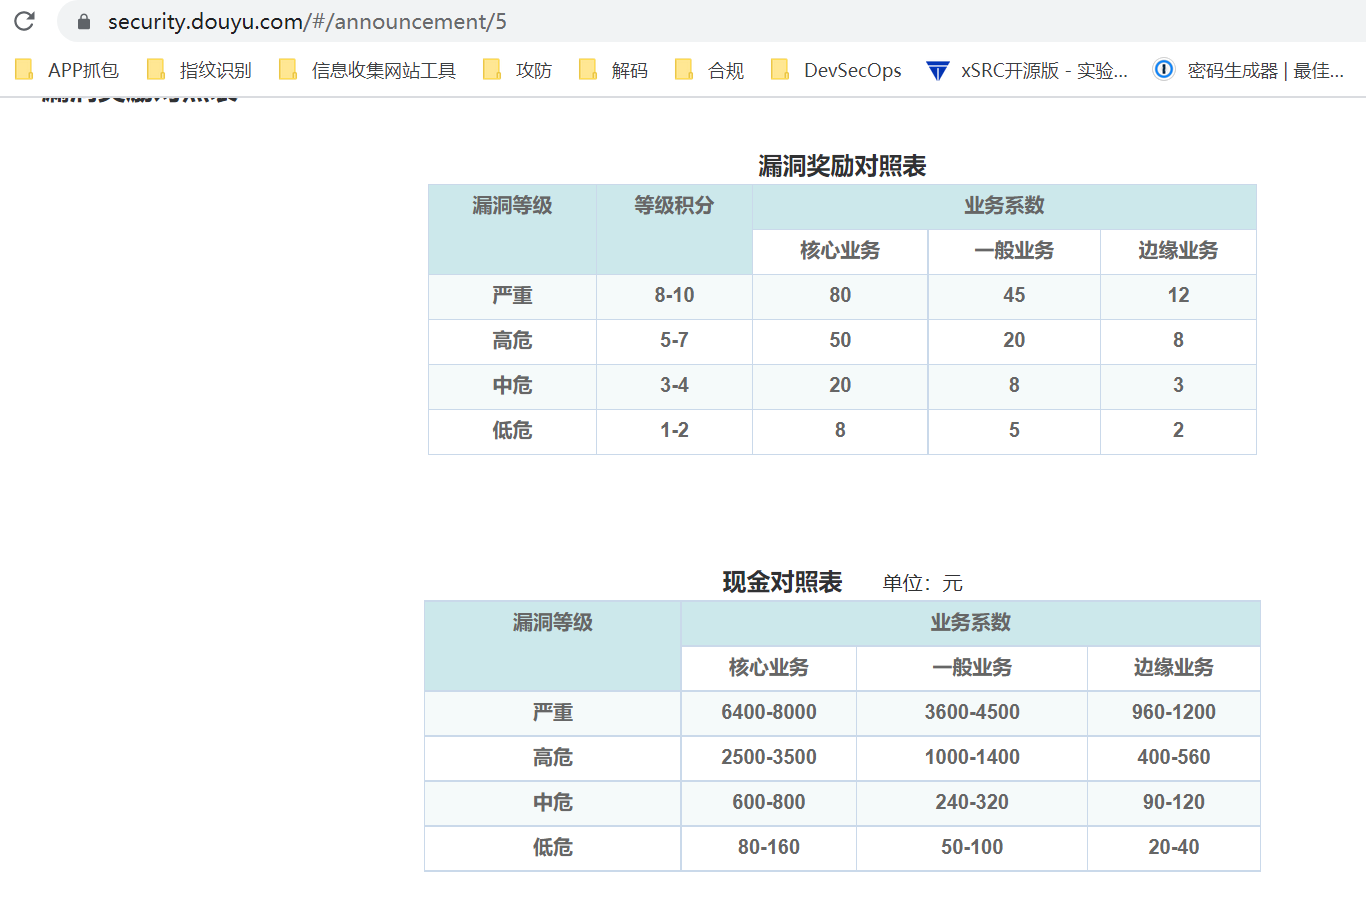 security.douyu.com/#/announcement/5
APP抓包 指纹识别 信息收集网站工具 攻防 解码 合规 DevSecOps xSRC开源版 - 实验... 密码生成器 | 最佳...
漏洞奖励对照表
漏洞奖励对照表
漏洞等级 等级积分 业务系数
核心业务 一般业务 边缘业务
严重 8-10 80 45 12
高危 5-7 50 20 8
中危 3-4 20 8 3
低危 1-2 8 5 2
现金对照表 单位：元
漏洞等级 业务系数
核心业务 一般业务 边缘业务
严重 6400-8000 3600-4500 960-1200
高危 2500-3500 1000-1400 400-560
中危 600-800 240-320 90-120
低危 80-160 50-100 20-40